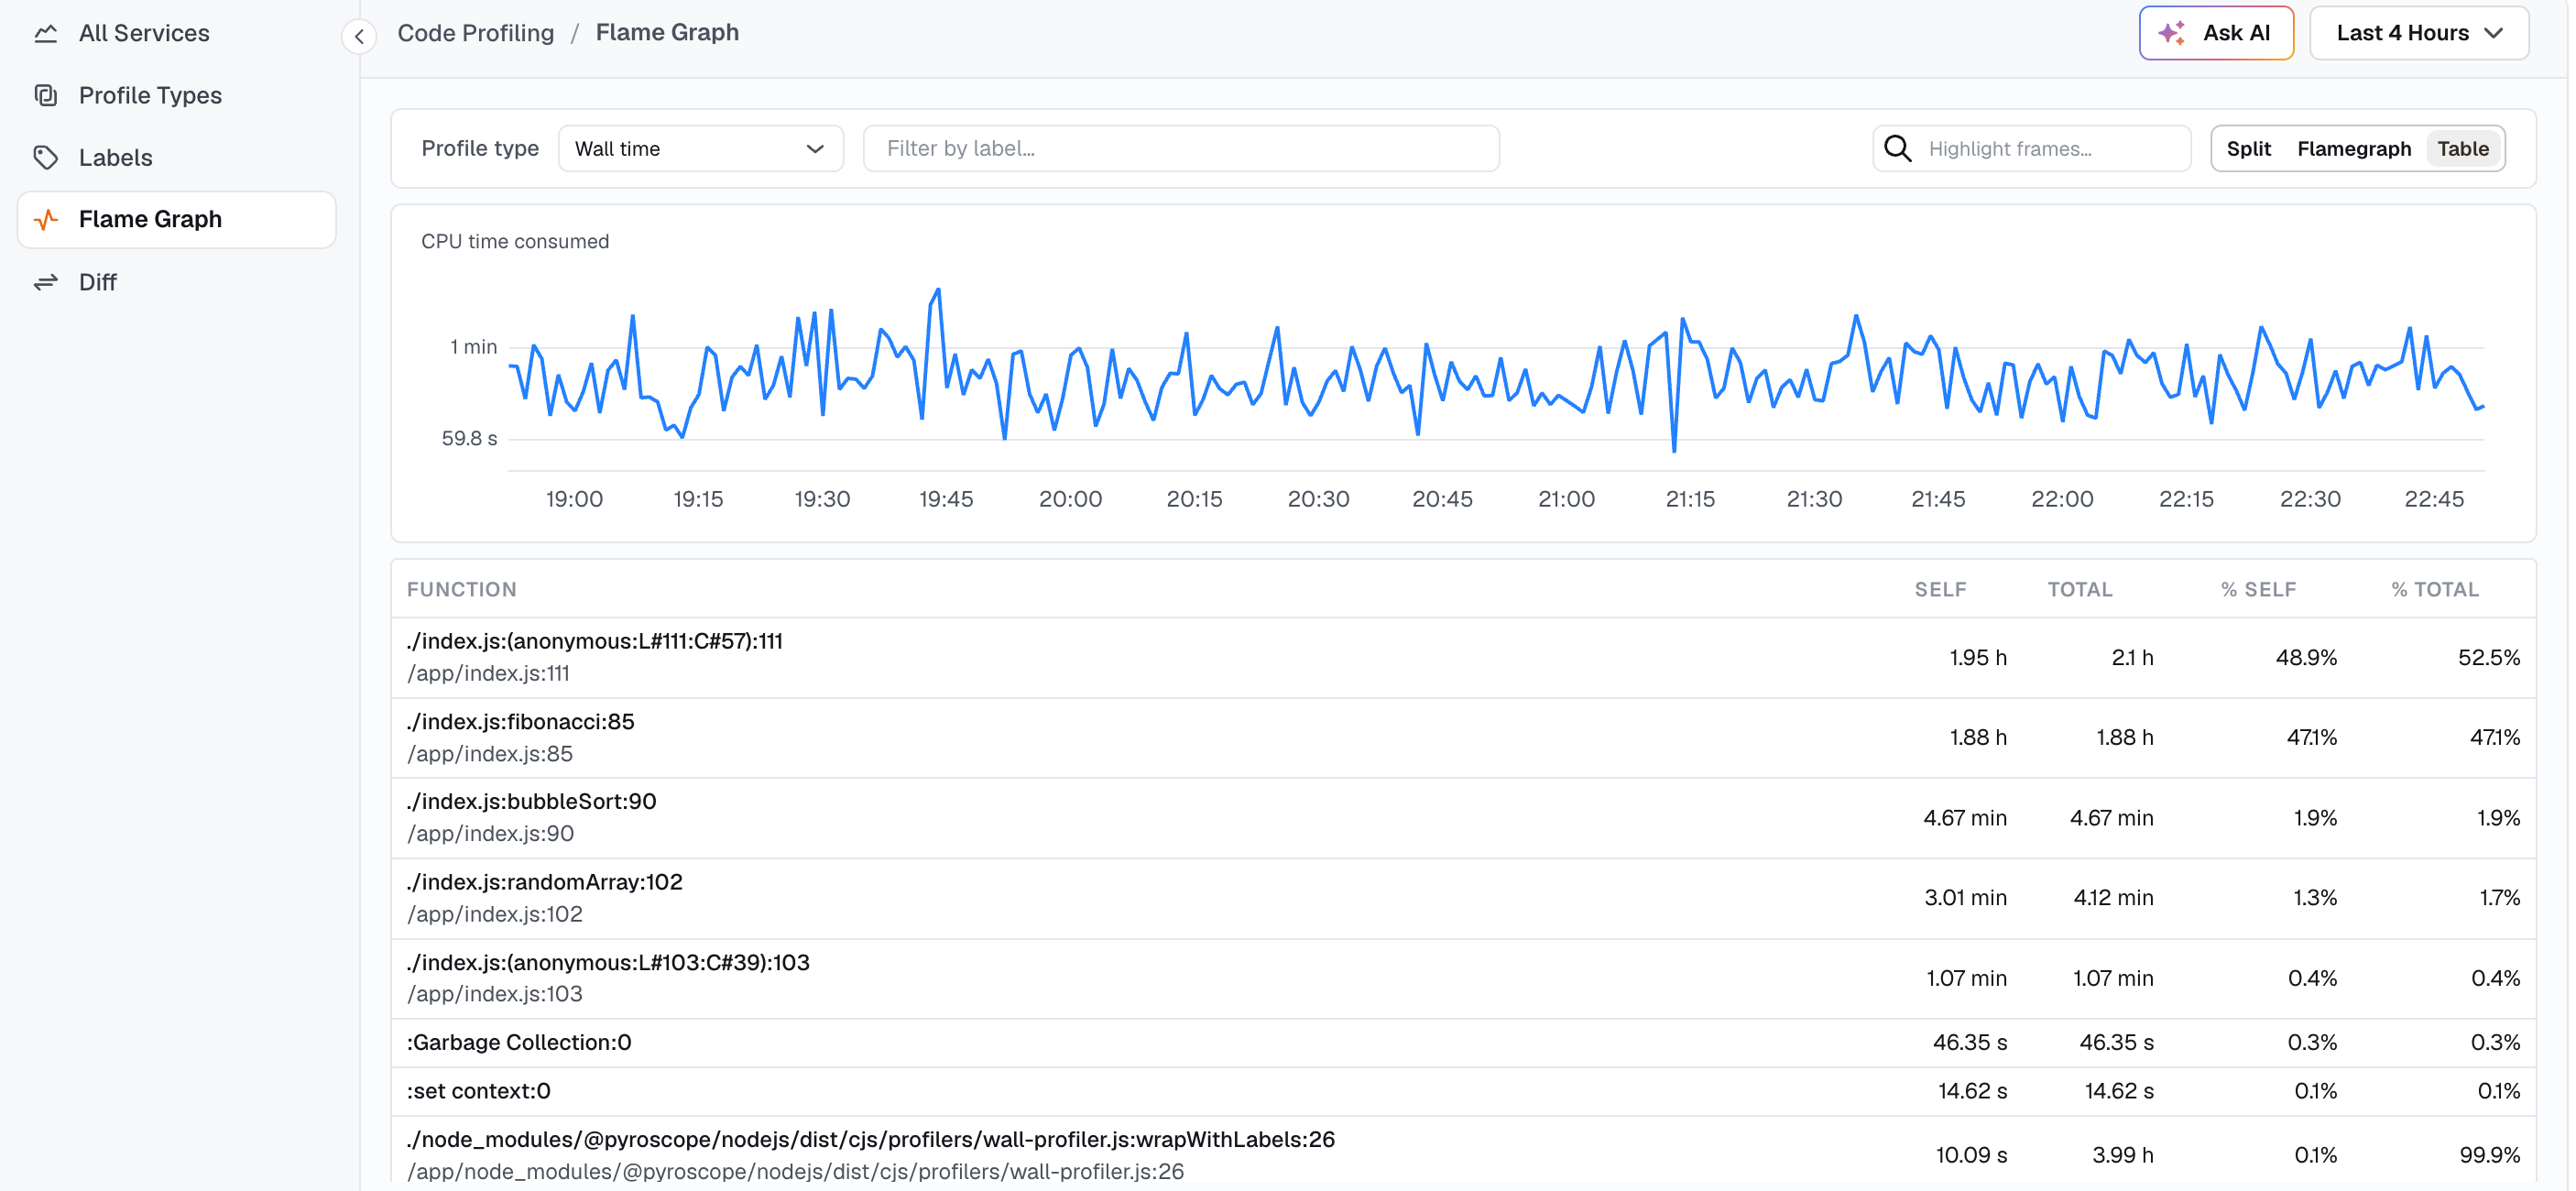 All Services
Profile Types
Labels
Flame Graph
Diff
Code Profiling / Flame Graph
Ask AI
Last 4 Hours
Profile type
Wall time
Filter by label...
Highlight frames...
Split Flamegraph Table
CPU time consumed
1 min
59.8 s
19:00 19:15 19:30 19:45 20:00 20:15 20:30 20:45 21:00 21:15 21:30 21:45 22:00 22:15 22:30 22:45
FUNCTION SELF TOTAL % SELF % TOTAL
./index.js:(anonymous:L#111:C#57):111
/app/index.js:111
1.95 h 2.1 h 48.9% 52.5%
./index.js:fibonacci:85
/app/index.js:85
1.88 h 1.88 h 47.1% 47.1%
./index.js:bubbleSort:90
/app/index.js:90
4.67 min 4.67 min 1.9% 1.9%
./index.js:randomArray:102
/app/index.js:102
3.01 min 4.12 min 1.3% 1.7%
./index.js:(anonymous:L#103:C#39):103
/app/index.js:103
1.07 min 1.07 min 0.4% 0.4%
:Garbage Collection:0 46.35 s 46.35 s 0.3% 0.3%
:set context:0 14.62 s 14.62 s 0.1% 0.1%
./node_modules/@pyroscope/nodejs/dist/cjs/profilers/wall-profiler.js:wrapWithLabels:26
/app/node_modules/@pyroscope/nodejs/dist/cjs/profilers/wall-profiler.js:26
10.09 s 3.99 h 0.1% 99.9%